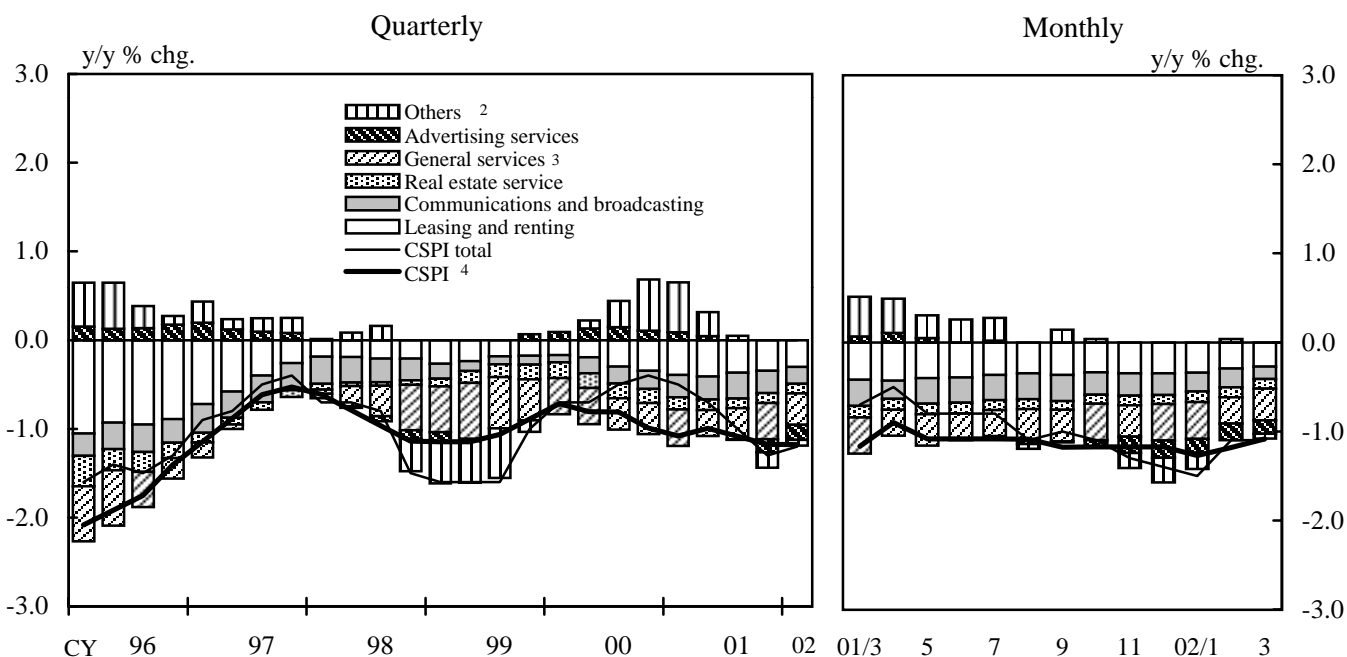 Quarterly
y/y % chg.
3.0
2.0
1.0
0.0
-1.0
-2.0
-3.0
Others 2
Advertising services
General services 3
Real estate service
Communications and broadcasting
Leasing and renting
CSPI total
CSPI 4
CY 96 97 98 99 00 01 02
Monthly
y/y % chg.
3.0
2.0
1.0
0.0
-1.0
-2.0
-3.0
01/3 5 7 9 11 02/1 3